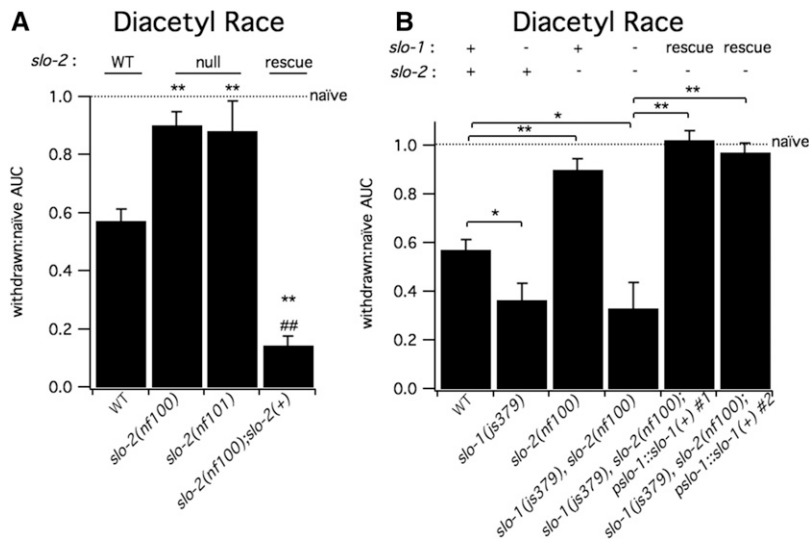 A
Diacetyl Race
slo-2 : WT null rescue
withdrawn:naïve AUC
1.0
0.8
0.6
0.4
0.2
0.0
naïve
** **
**
##
WT
slo-2(nf100)
slo-2(nf101)
slo-2(nf100);slo-2(+)
B
Diacetyl Race
slo-1 : + - + - rescue rescue
slo-2 : + + - - - -
withdrawn:naïve AUC
1.0
0.8
0.6
0.4
0.2
0.0
naïve
**
*
**
**
*
WT
slo-1(js379)
slo-2(nf100)
slo-1(js379), slo-2(nf100)
slo-1(js379), slo-2(nf100);
pslo-1::slo-1(+) #1
slo-1(js379), slo-2(nf100);
pslo-1::slo-1(+) #2